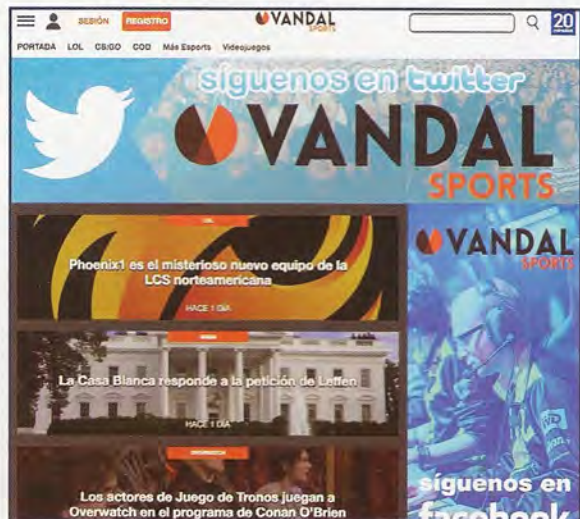 SESIÓN REGISTRO VANDAL SPORTS 20 minutos
PORTADA LOL CS:GO COD Más Esports Videojuegos
síguenos en twitter
VANDAL
SPORTS
Phoenix1 es el misterioso nuevo equipo de la
LCS norteamericana
HACE 1 DÍA
La Casa Blanca responde a la petición de Leffen
HACE 1 DÍA
OVERWATCH
Los actores de Juego de Tronos juegan a
Overwatch en el programa de Conan O'Brien
VANDAL
SPORTS
síguenos en
facebook